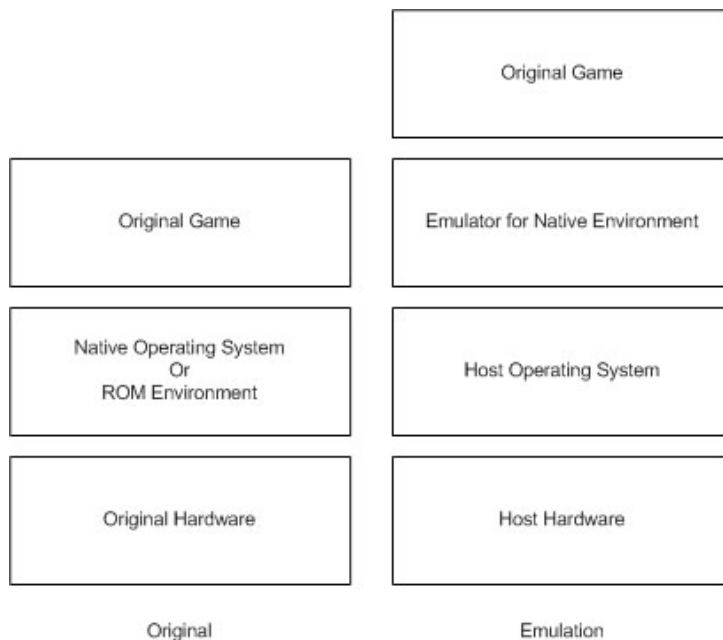 Original Game
Original Game
Emulator for Native Environment
Native Operating System
Or
ROM Environment
Host Operating System
Original Hardware
Host Hardware
Original
Emulation